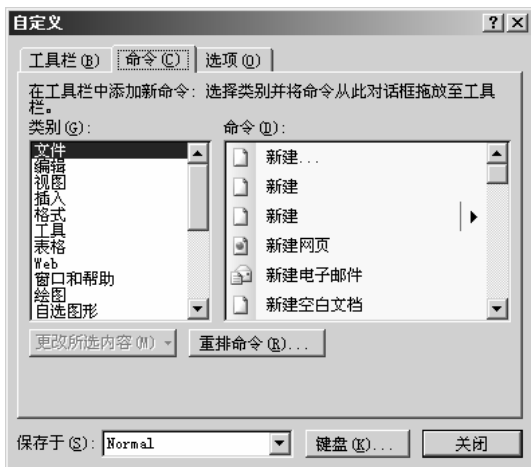 自定义
工具栏(B) 命令(C) 选项(O)
在工具栏中添加新命令：选择类别并将命令从此对话框拖放至工具
栏。
类别(G): 命令(D):
文件
编辑
视图
插入
格式
工具
表格
Web
窗口和帮助
绘图
自选图形
新建...
新建
新建
新建网页
新建电子邮件
新建空白文档
更改所选内容(M) 重排命令(R)...
保存于(S): Normal 键盘(K)... 关闭